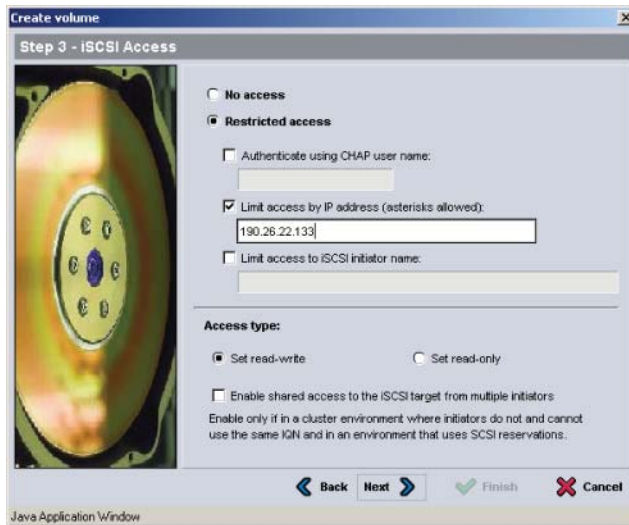 Create volume
Step 3 - iSCSI Access
No access
Restricted access
Authenticate using CHAP user name:
Limit access by IP address (asterisks allowed):
190.26.22.133
Limit access to iSCSI initiator name:
Access type:
Set read-write
Set read-only
Enable shared access to the iSCSI target from multiple initiators
Enable only if in a cluster environment where initiators do not and cannot
use the same IQN and in an environment that uses SCSI reservations.
Back Next Finish Cancel
Java Application Window